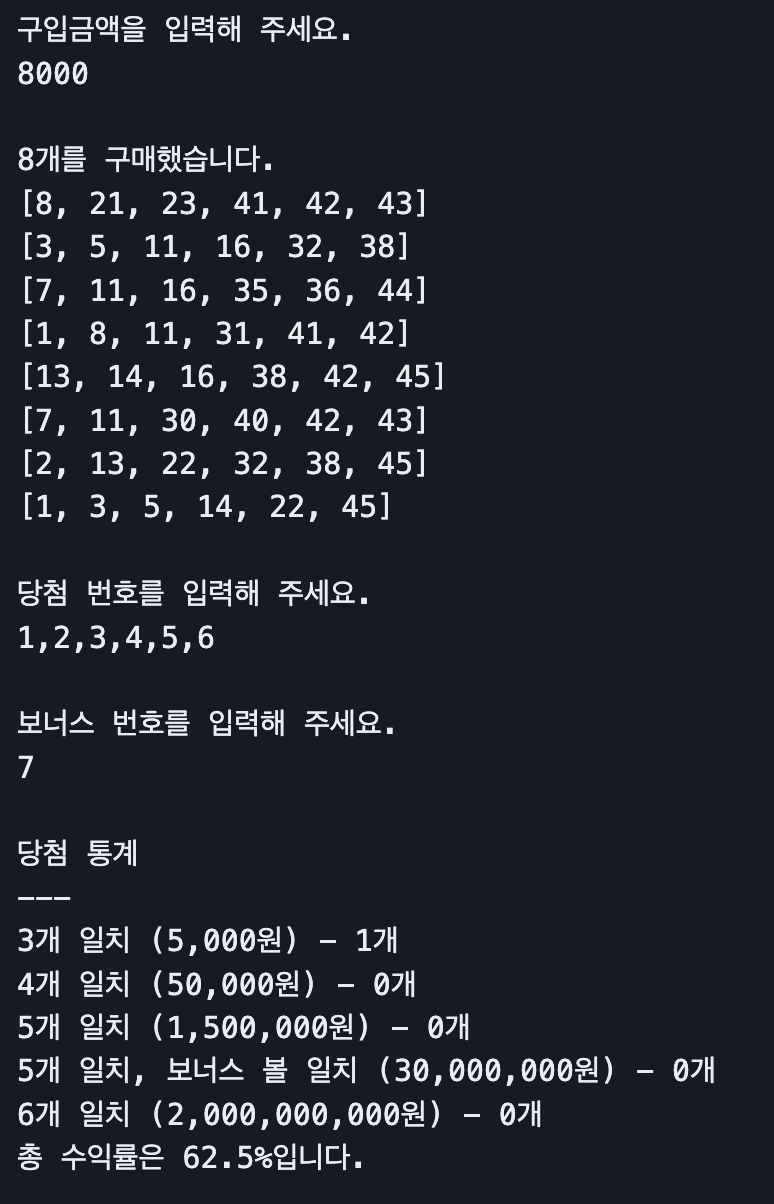 구입금액을 입력해 주세요.
8000
8개를 구매했습니다.
[8, 21, 23, 41, 42, 43]
[3, 5, 11, 16, 32, 38]
[7, 11, 16, 35, 36, 44]
[1, 8, 11, 31, 41, 42]
[13, 14, 16, 38, 42, 45]
[7, 11, 30, 40, 42, 43]
[2, 13, 22, 32, 38, 45]
[1, 3, 5, 14, 22, 45]
당첨 번호를 입력해 주세요.
1,2,3,4,5,6
보너스 번호를 입력해 주세요.
7
당첨 통계
---
3개 일치 (5,000원) - 1개
4개 일치 (50,000원) - 0개
5개 일치 (1,500,000원) - 0개
5개 일치, 보너스 볼 일치 (30,000,000원) - 0개
6개 일치 (2,000,000,000원) - 0개
총 수익률은 62.5%입니다.